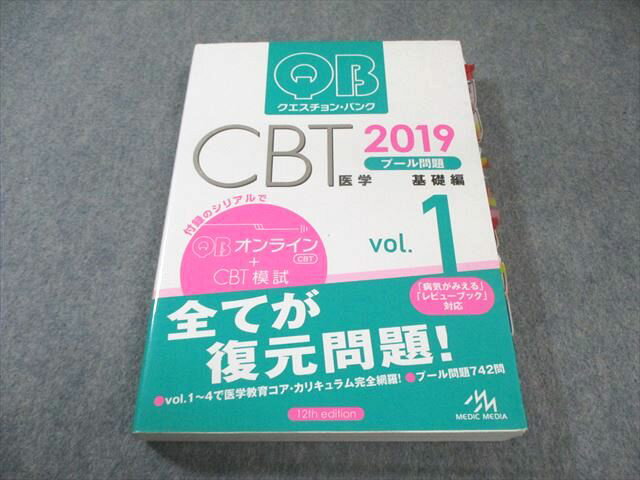 QB
クエスチョン・バンク
CBT 2019
プール問題
医学 基礎編
vol. 1
付録のシリアルで
QBオンライン
CBT
+
CBT模試
「病気がみえる」
「レビューブック」
対応
全てが
復元問題!
●vol.1~4で医学教育コア・カリキュラム完全網羅! ●プール問題742問
12th edition
MEDIC MEDIA